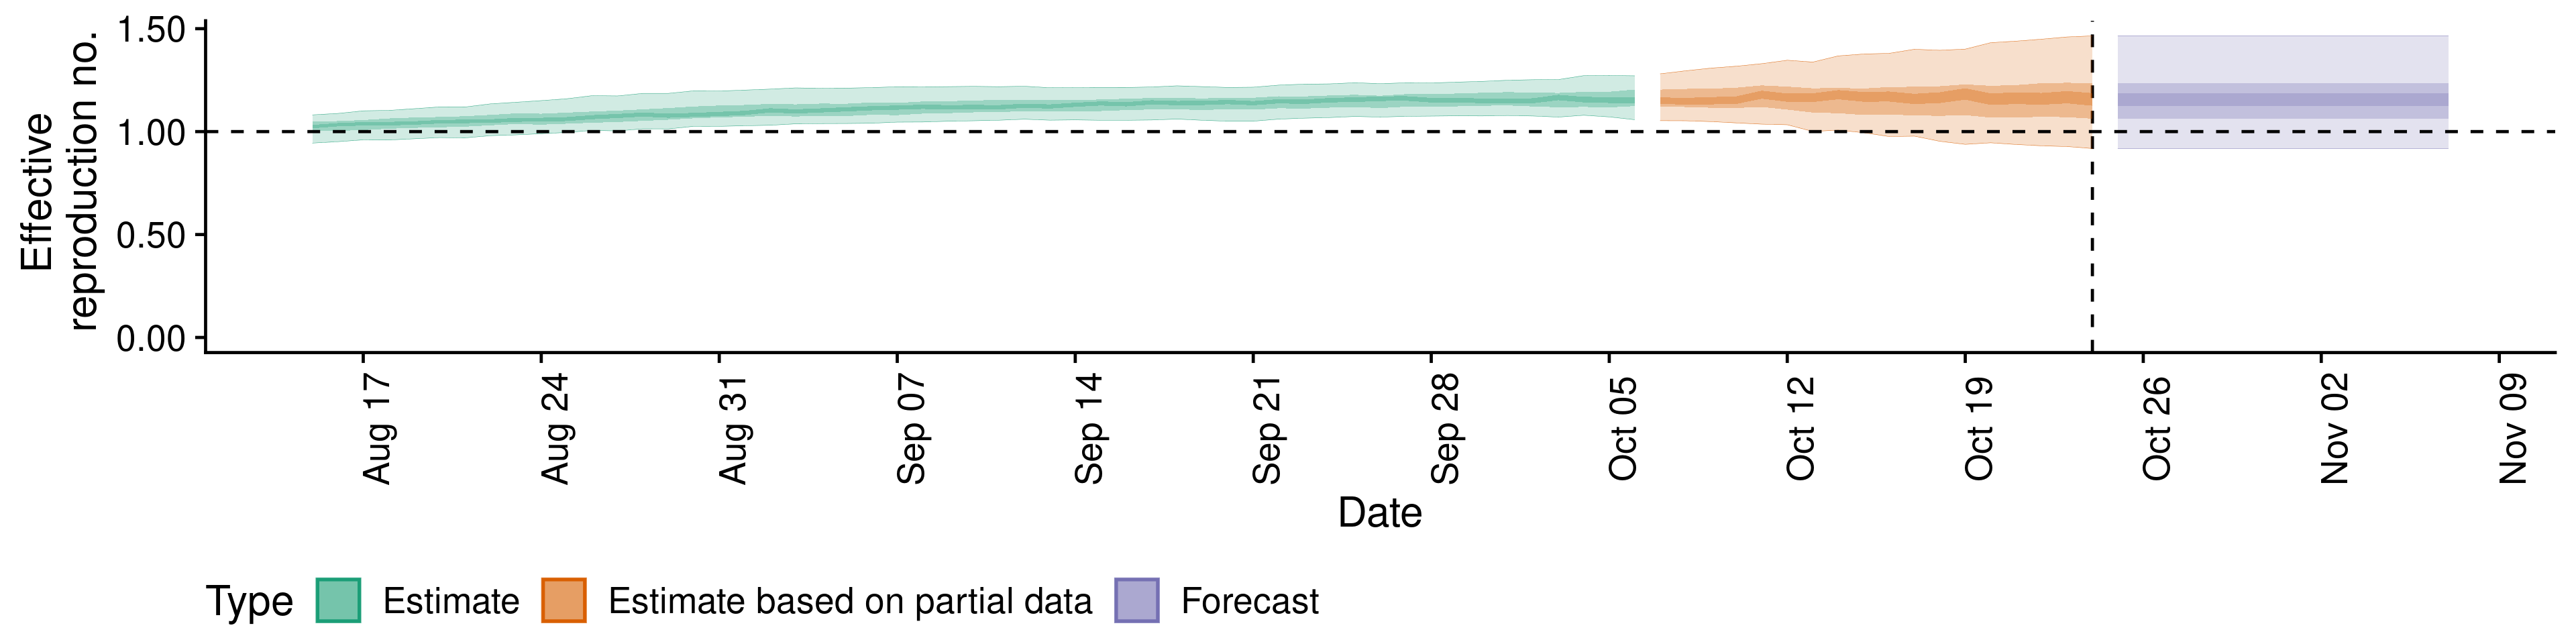 Effective
reproduction no.
1.50
1.00
0.50
0.00
Aug 17
Aug 24
Aug 31
Sep 07
Sep 14
Sep 21
Sep 28
Oct 05
Oct 12
Oct 19
Oct 26
Nov 02
Nov 09
Date
Type Estimate Estimate based on partial data Forecast